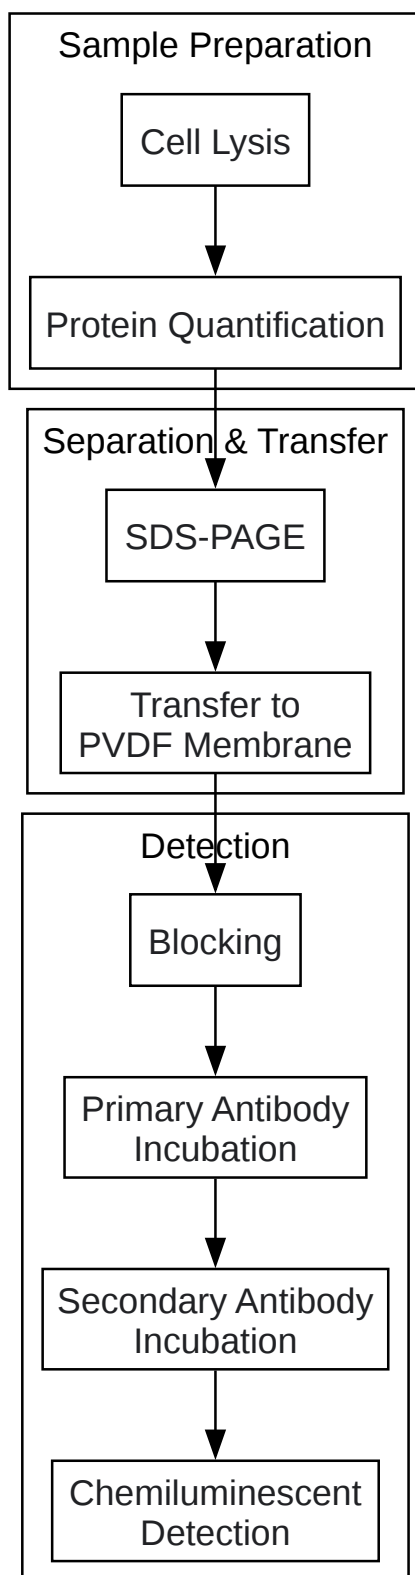 Sample Preparation
Cell Lysis
Protein Quantification
Separation & Transfer
SDS-PAGE
Transfer to
PVDF Membrane
Detection
Blocking
Primary Antibody
Incubation
Secondary Antibody
Incubation
Chemiluminescent
Detection